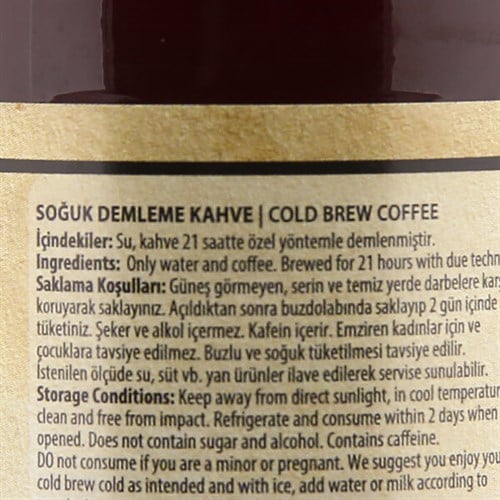 SOĞUK DEMLEME KAHVE | COLD BREW COFFEE
İçindekiler: Su, kahve 21 saatte özel yöntemle demlenmiştir.
Ingredients: Only water and coffee. Brewed for 21 hours with due techn
Saklama Koşulları: Güneş görmeyen, serin ve temiz yerde darbelere kar
koruyarak saklayınız. Açıldıktan sonra buzdolabında saklayıp 2 gün içinde
tüketiniz. Şeker ve alkol içermez. Kafein içerir. Emziren kadınlar için ve
çocuklara tavsiye edilmez. Buzlu ve soğuk tüketilmesi tavsiye edilir.
İstenilen ölçüde su, süt vb. yan ürünler ilave edilerek servise sunulabilir.
Storage Conditions: Keep away from direct sunlight, in cool temperatur
clean and free from impact. Refrigerate and consume within 2 days when
opened. Does not contain sugar and alcohol. Contains caffeine.
DO not consume if you are a minor or pregnant. We suggest you enjoy you
cold brew cold as intended and with ice, add water or milk according to